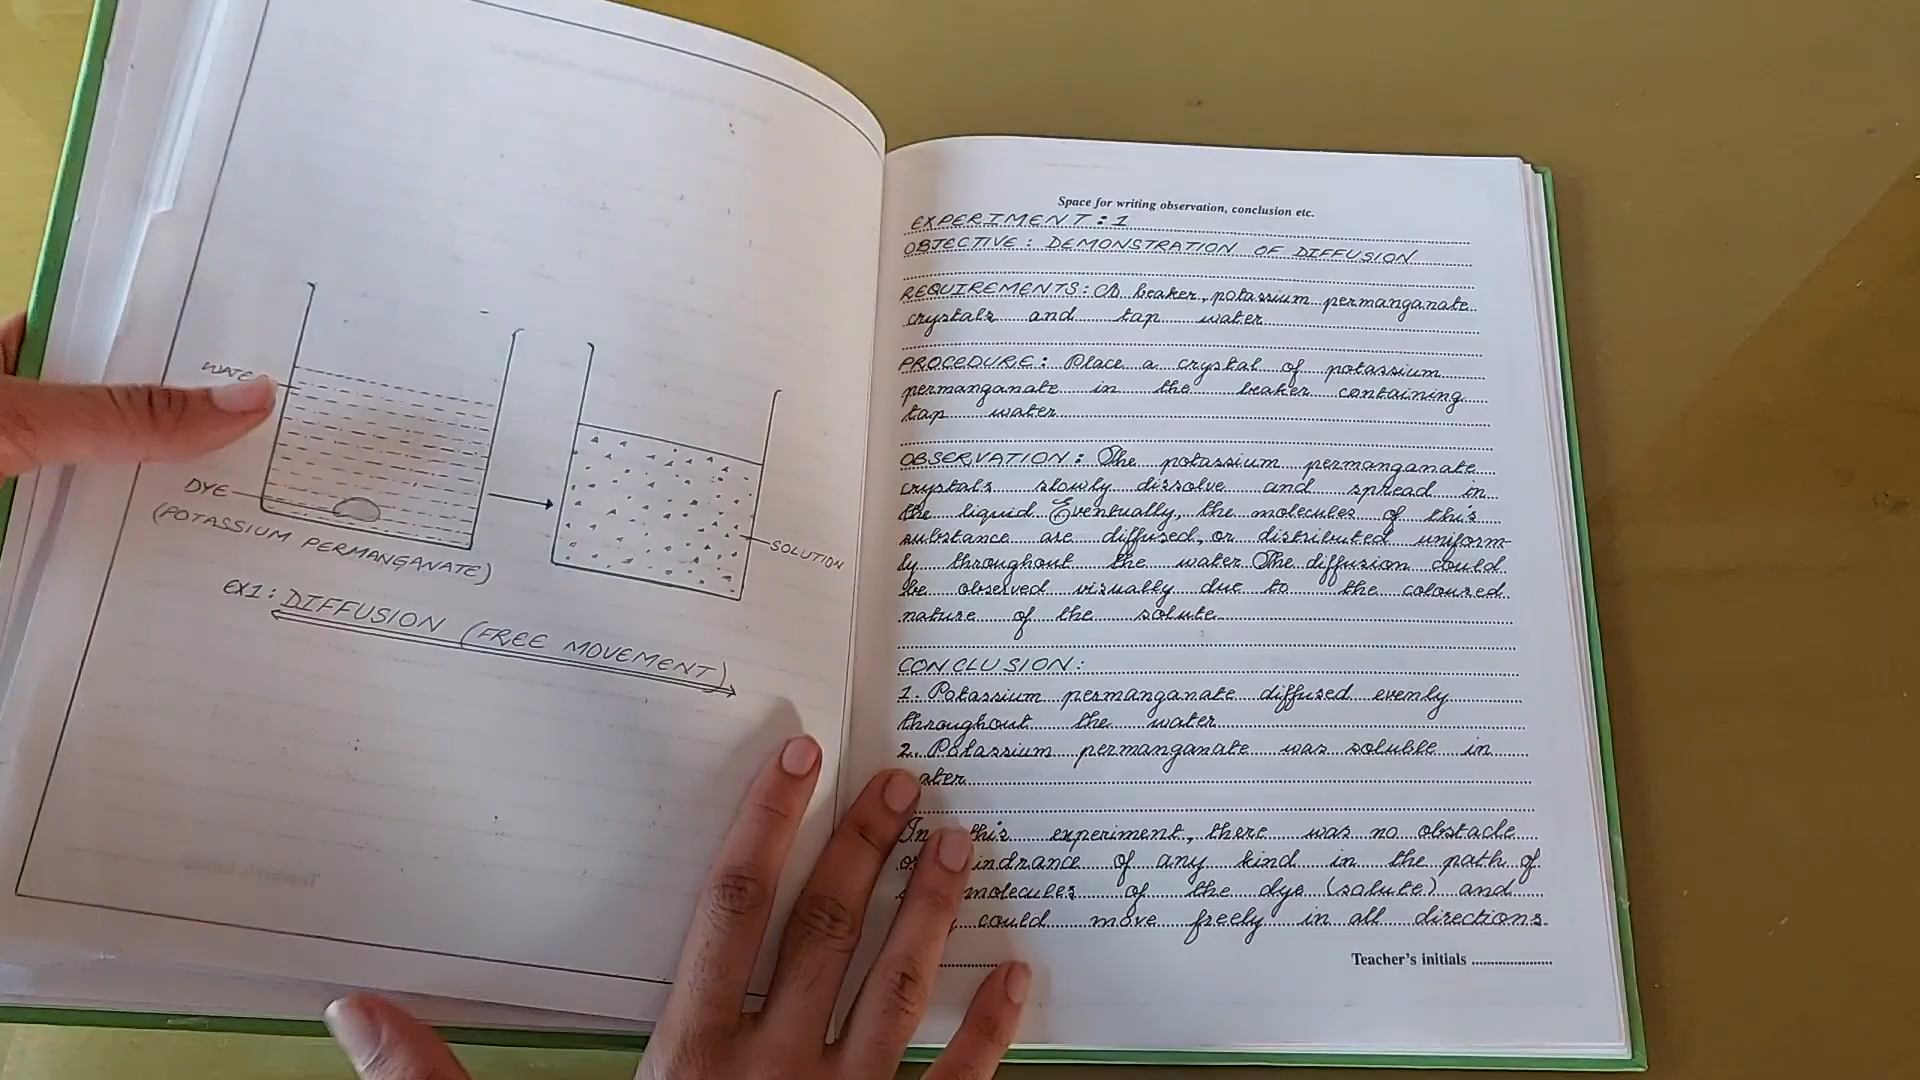 WATE
DYE
(POTASSIUM PERMANGANATE)
SOLUTION
EX1: DIFFUSION (FREE MOVEMENT)
Space for writing observation, conclusion etc.
EXPERIMENT: 1
OBJECTIVE: DEMONSTRATION OF DIFFUSION
REQUIREMENTS: A beaker, potassium permanganate
crystals and tap water
PROCEDURE: Place a crystal of potassium
permanganate in the beaker containing
tap water
OBSERVATION: The potassium permanganate
crystals slowly dissolve and spread in
the liquid Eventually, the molecules of this
substance are diffused, or distributed uniform-
ly throughout the water The diffusion could
be observed visually due to the coloured
nature of the solute
CONCLUSION:
1. Potassium permanganate diffused evenly
throughout the water
2. Potassium permanganate was soluble in
ater
In this experiment, there was no obstacle
o indrance of any kind in the path of
molecules of the dye (solute) and
y could move freely in all directions
Teacher's initials